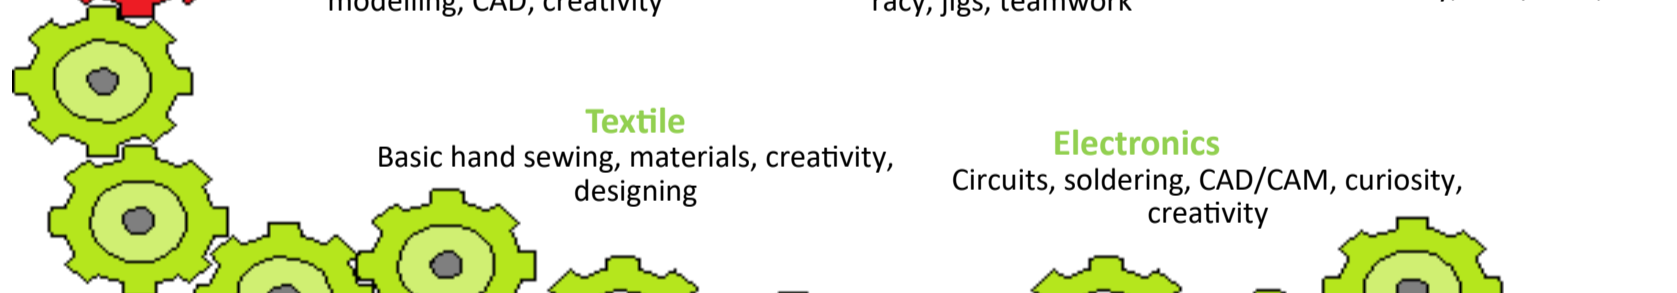 modelling, CAD, creativity
racy, jigs, teamwork
Textile
Basic hand sewing, materials, creativity,
designing
Electronics
Circuits, soldering, CAD/CAM, curiosity,
creativity